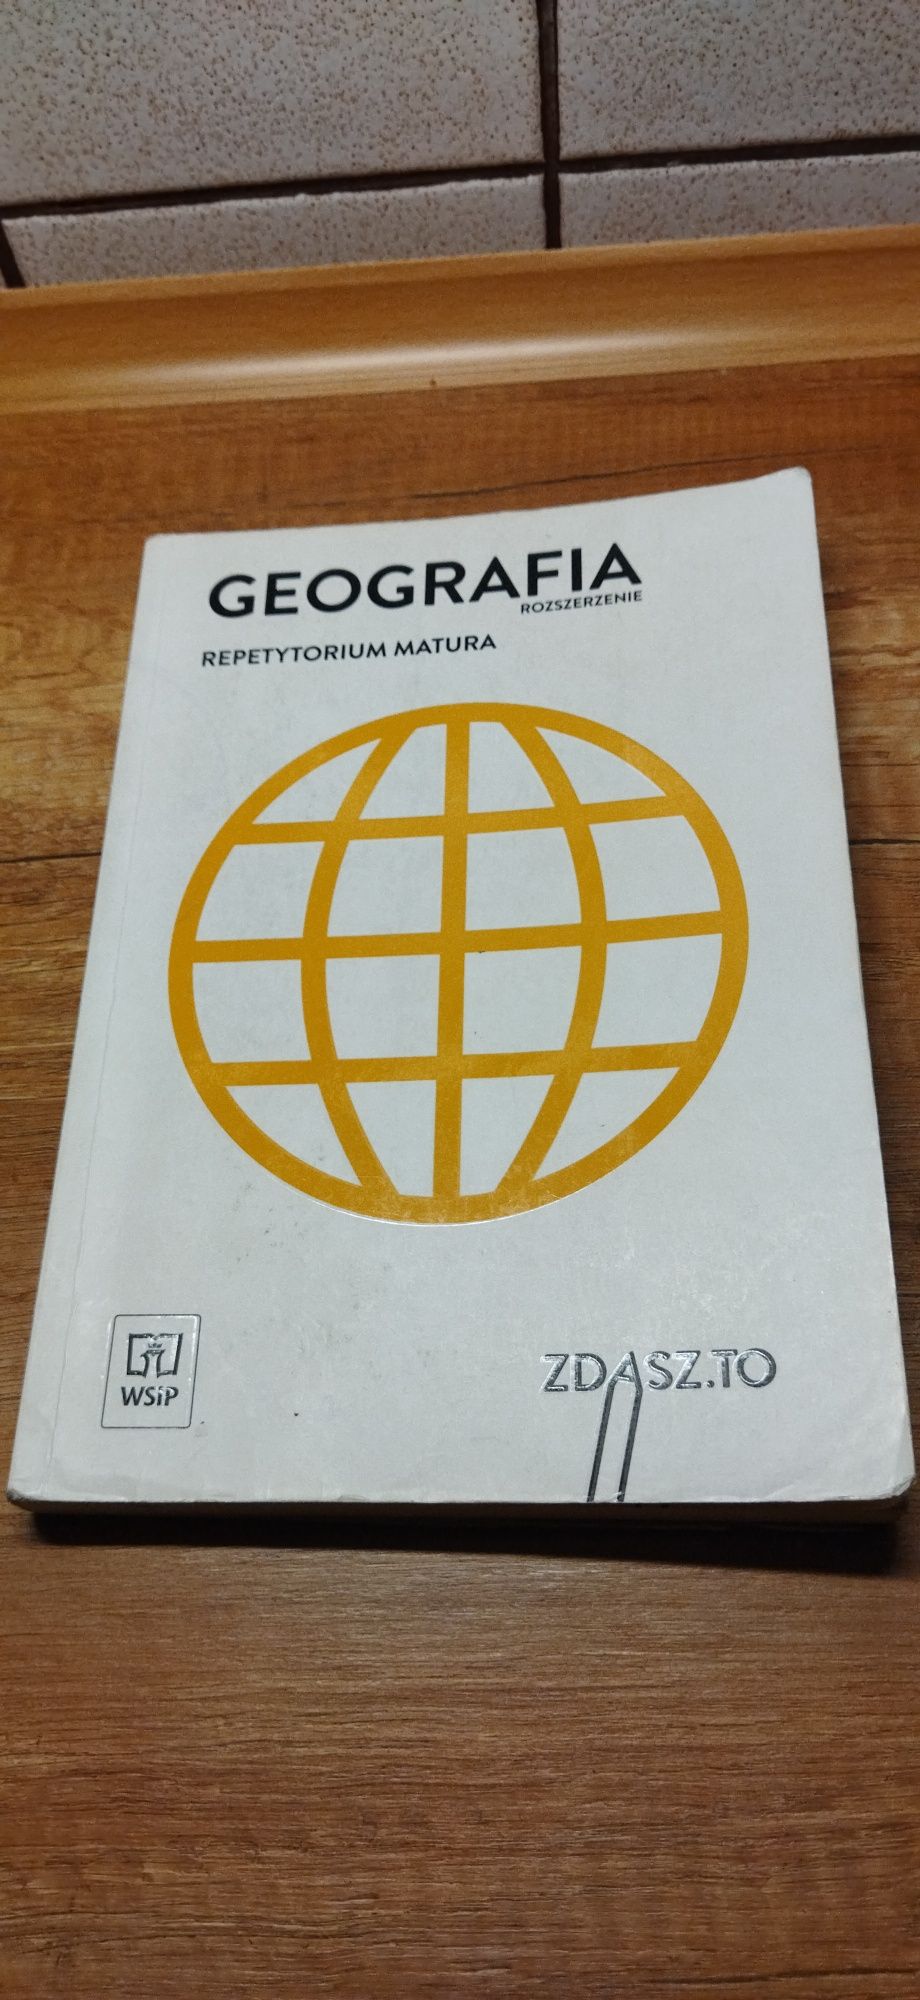 GEOGRAFIA
ROZSZERZENIE
REPETYTORIUM MATURA
WSiP
ZDASZ.TO